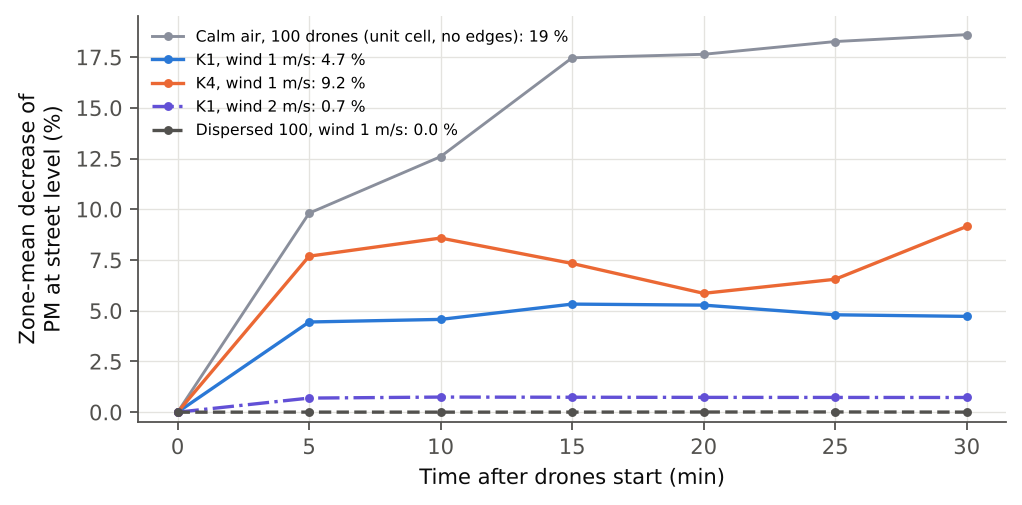 Calm air, 100 drones (unit cell, no edges): 19 %
K1, wind 1 m/s: 4.7 %
K4, wind 1 m/s: 9.2 %
K1, wind 2 m/s: 0.7 %
Dispersed 100, wind 1 m/s: 0.0 %
Zone-mean decrease of
PM at street level (%)
17.5
15.0
12.5
10.0
7.5
5.0
2.5
0.0
0 5 10 15 20 25 30
Time after drones start (min)